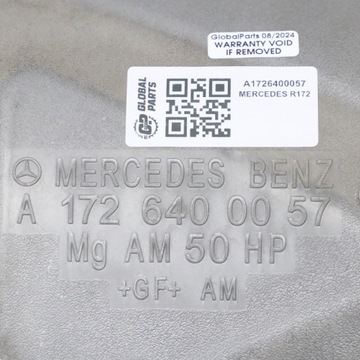 GlobalParts 08/2024
WARRANTY VOID
IF REMOVED
GLOBAL
PARTS
A1726400057
MERCEDES R172
MERCEDES BENZ
A 172 640 00 57
Mg AM 50 HP
+GF+ AM